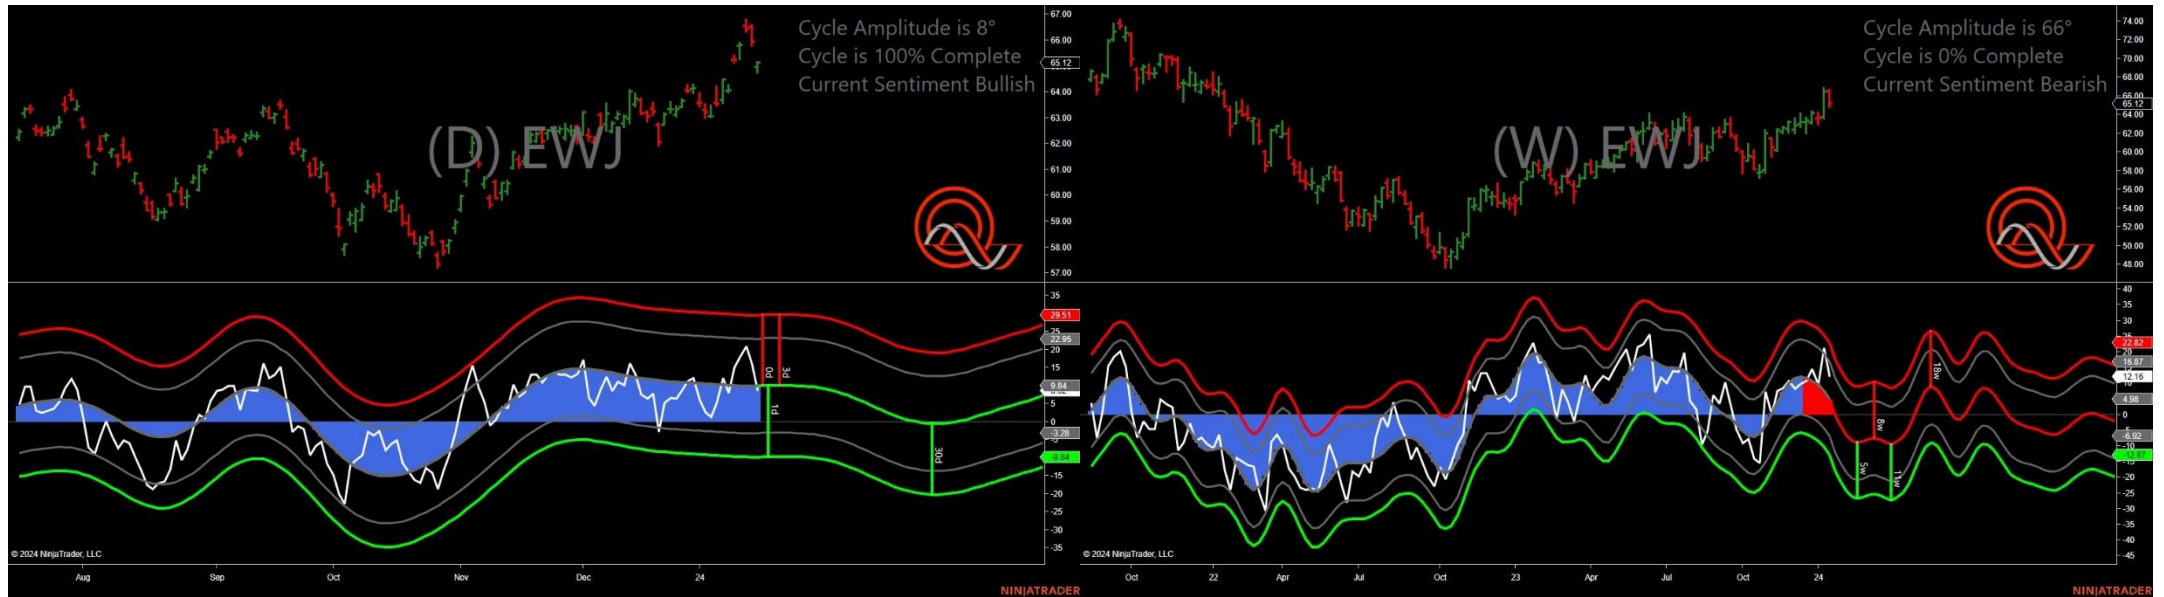 Cycle Amplitude is 8°
Cycle is 100% Complete
Current Sentiment Bullish
(D) EWJ
67.00
66.00
65.12
64.00
63.00
62.00
61.00
60.00
59.00
58.00
57.00
35
29.51
25
22.95
20
15
9.84
5
0
-3.28
-9.84
-15
-20
-25
-30
-35
0d
3d
1d
30d
© 2024 NinjaTrader, LLC
Aug
Sep
Oct
Nov
Dec
24
NINJATRADER
Cycle Amplitude is 66°
Cycle is 0% Complete
Current Sentiment Bearish
(W) EWJ
74.00
72.00
70.00
68.00
66.00
65.12
64.00
62.00
60.00
58.00
56.00
54.00
52.00
50.00
48.00
40
35
30
25
22.82
20
16.87
12.16
4.98
0
-6.92
-10
-12.87
-20
-25
-30
-35
-40
-45
18w
8w
5w
11w
© 2024 NinjaTrader, LLC
Oct
22
Apr
Jul
Oct
23
Apr
Jul
Oct
24
NINJATRADER